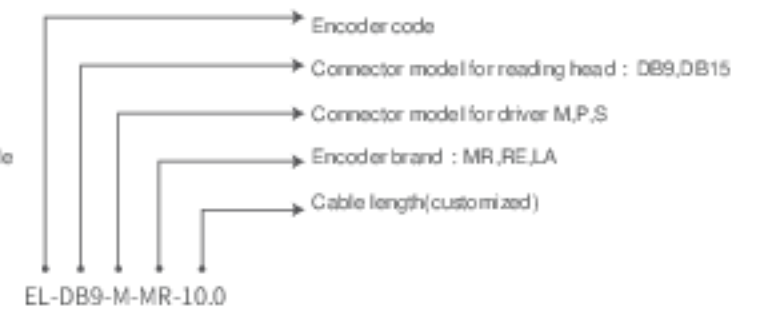 Encoder code
Connector model for reading head : DB9,DB15
Connector model for driver M,P,S
Encoder brand : MR,RE,LA
le
Cable length(customized)
EL-DB9-M-MR-10.0